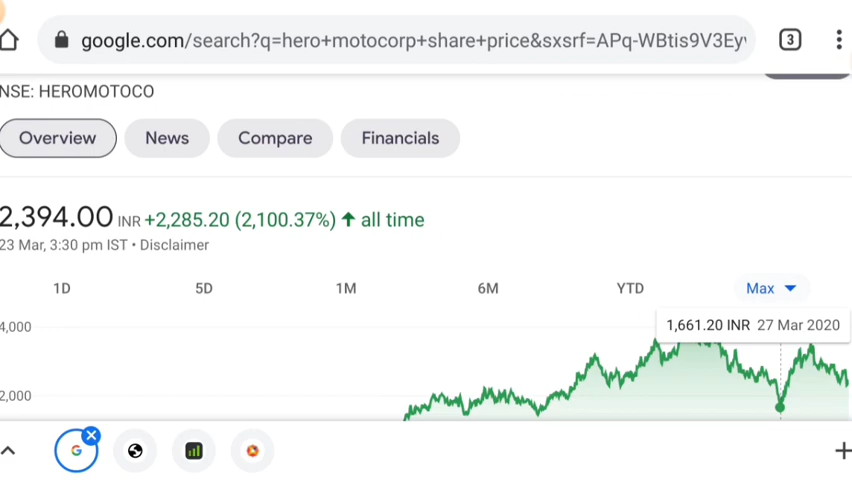 google.com/search?q=hero+motocorp+share+price&sxsrf=APq-WBtis9V3Ey
3
NSE: HEROMOTOCO
Overview News Compare Financials
2,394.00 INR +2,285.20 (2,100.37%) ↑ all time
23 Mar, 3:30 pm IST • Disclaimer
1D 5D 1M 6M YTD Max
4,000
1,661.20 INR 27 Mar 2020
2,000